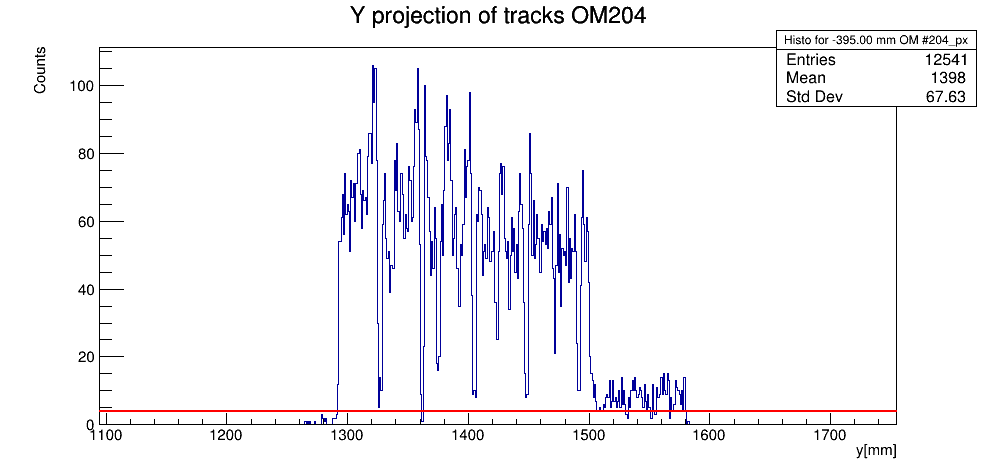 Y projection of tracks OM204
Histo for -395.00 mm OM #204_px
Entries 12541
Mean 1398
Std Dev 67.63
Counts
100
80
60
40
20
0
1100 1200 1300 1400 1500 1600 1700
y[mm]